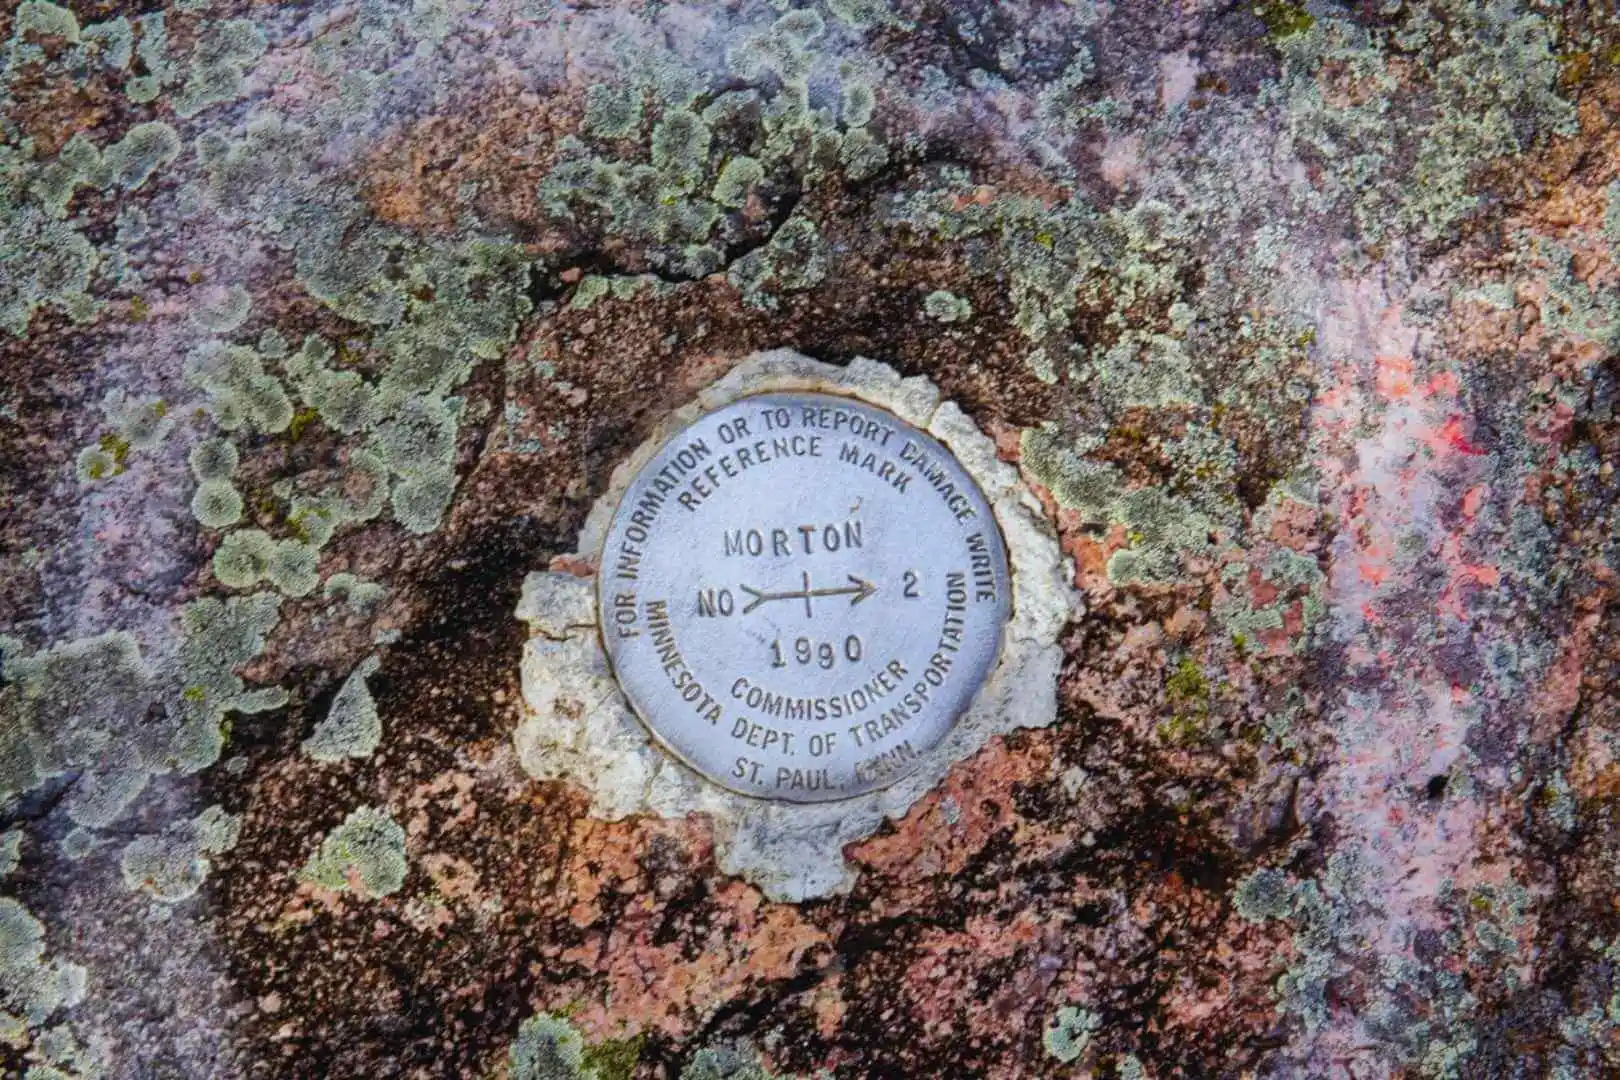 FOR INFORMATION OR TO REPORT DAMAGE WRITE
REFERENCE MARK
MORTON
NO 2
1990
COMMISSIONER
MINNESOTA DEPT. OF TRANSPORTATION
ST. PAUL, MINN.